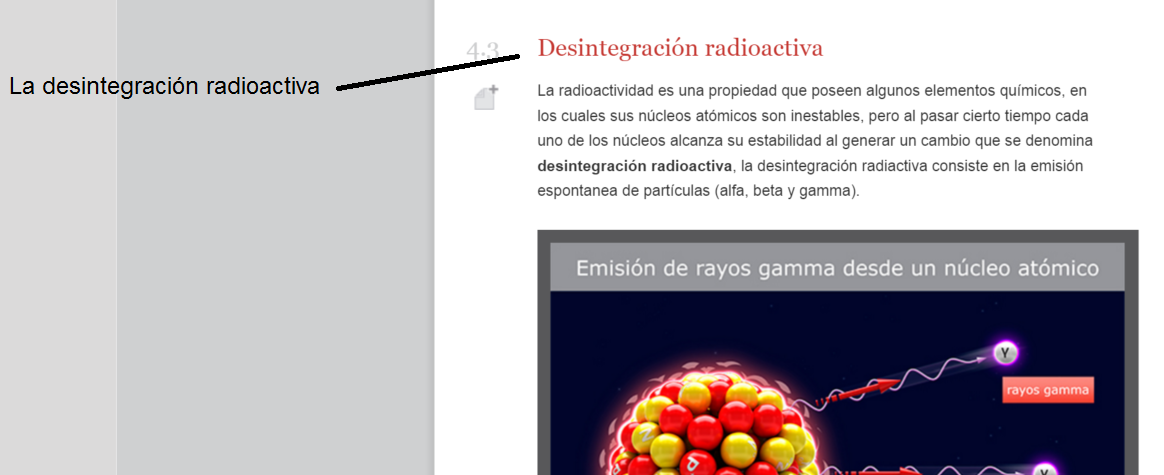 4.3
Desintegración radioactiva
La desintegración radioactiva
La radioactividad es una propiedad que poseen algunos elementos químicos, en
los cuales sus núcleos atómicos son inestables, pero al pasar cierto tiempo cada
uno de los núcleos alcanza su estabilidad al generar un cambio que se denomina
desintegración radioactiva, la desintegración radiactiva consiste en la emisión
espontanea de partículas (alfa, beta y gamma).
Emisión de rayos gamma desde un núcleo atómico
γ
rayos gamma
N
P
γ